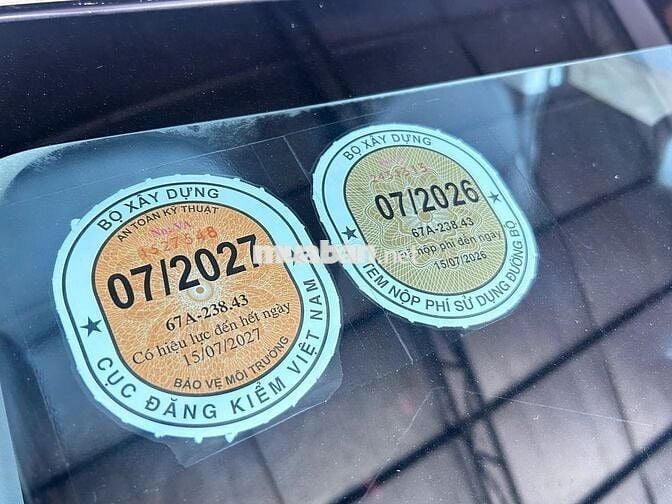 BỘ XÂY DỰNG
AN TOÀN KỸ THUẬT
07/2027
67A-238.43
Có hiệu lực đến hết ngày
15/07/2027
BẢO VỆ MÔI TRƯỜNG
CỤC ĐĂNG KIỂM VIỆT NAM
BỘ XÂY DỰNG
07/2026
67A-238.43
nộp phí đến ngày
15/07/2026
TEM NỘP PHÍ SỬ DỤNG ĐƯỜNG BỘ
muaban.net